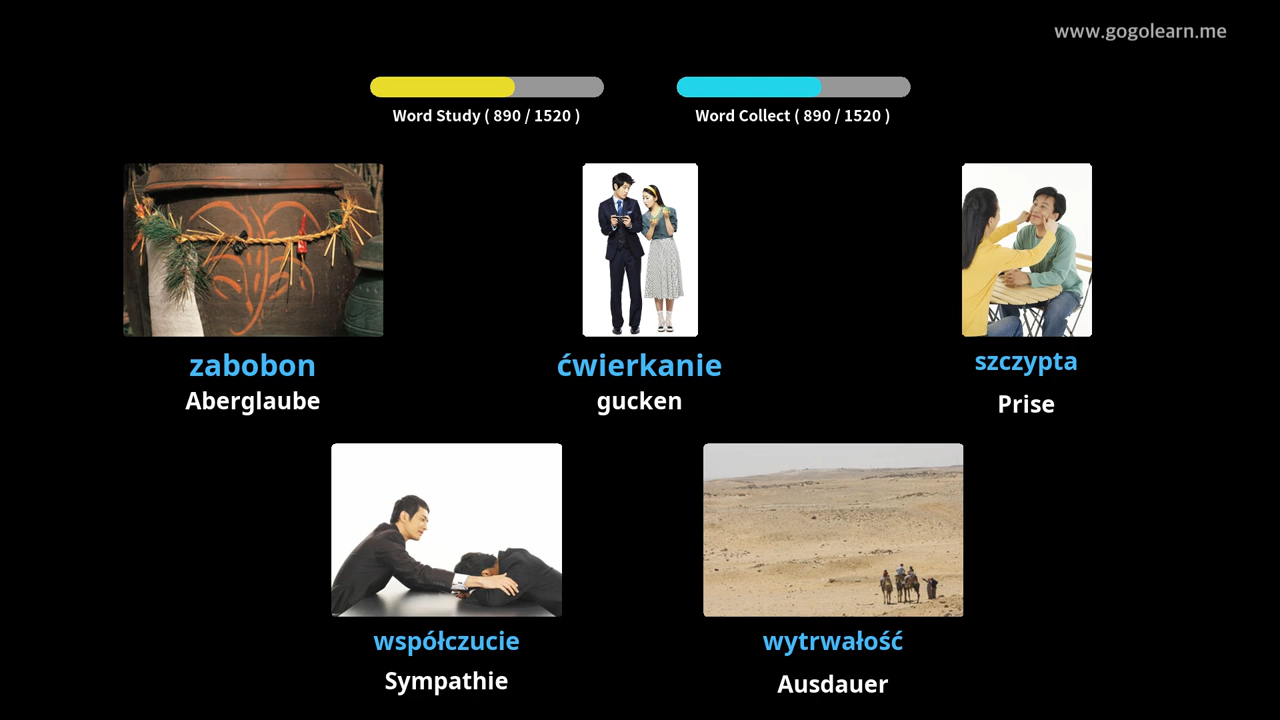 www.gogolearn.me
Word Study ( 890 / 1520 )
Word Collect ( 890 / 1520 )
zabobon
Aberglaube
ćwierkanie
gucken
szczypta
Prise
współczucie
Sympathie
wytrwałość
Ausdauer